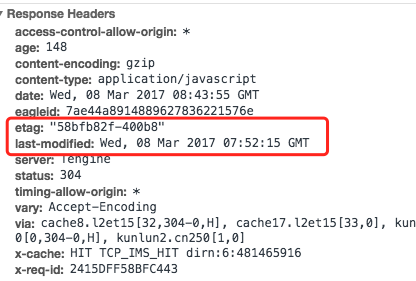 Response Headers
access-control-allow-origin: *
age: 148
content-encoding: gzip
content-type: application/javascript
date: Wed, 08 Mar 2017 08:43:55 GMT
eagleid: 7ae44a8914889627836221576e
etag: "58bfb82f-400b8"
last-modified: Wed, 08 Mar 2017 07:52:15 GMT
server: Tengine
status: 304
timing-allow-origin: *
vary: Accept-Encoding
via: cache8.l2et15[32,304-0,H], cache17.l2et15[33,0], kun
0[0,304-0,H], kunlun2.cn250[1,0]
x-cache: HIT TCP_IMS_HIT dirn:6:481465916
x-req-id: 2415DFF58BFC443